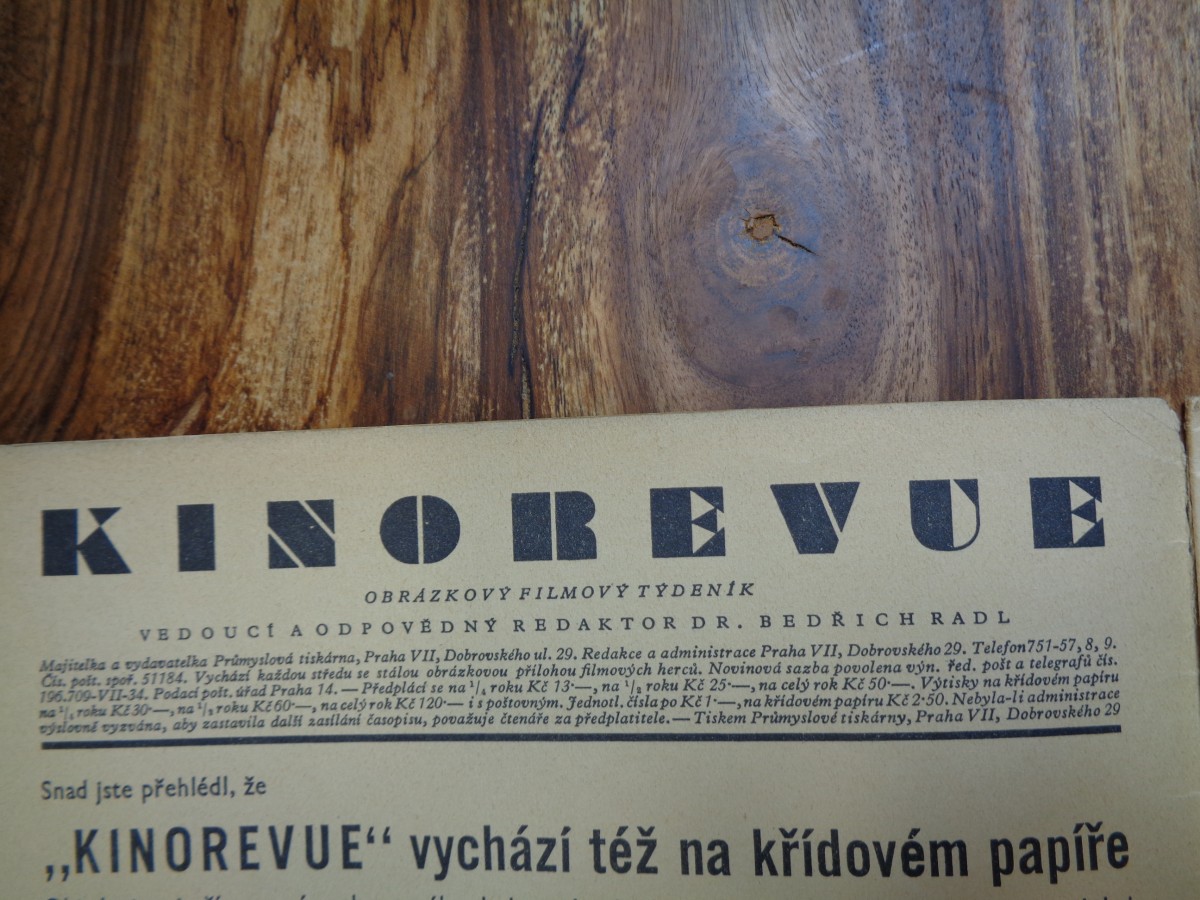 KINOREVUE
OBRÁZKOVÝ FILMOVÝ TÝDENÍK
VEDOUCÍ A ODPOVĚDNÝ REDAKTOR DR. BEDŘICH RADL
Majitelka a vydavatelka Průmyslová tiskárna, Praha VII, Dobrovského ul. 29. Redakce a administrace Praha VII, Dobrovského 29. Telefon 751-57, 8, 9.
Čís. pošt. spoř. 51184. Vychází každou středu se stálou obrázkovou přílohou filmových herců. Novinová sazba povolena výn. řed. pošt a telegrafů čís.
196.709-VII-34. Podací pošt. úřad Praha 14. — Předplácí se na ¼ roku Kč 13·—, na ½ roku Kč 25·—, na celý rok Kč 50·—. Výtisky na křídovém papíru
na ¼ roku Kč 30·—, na ½ roku Kč 60·—, na celý rok Kč 120·— i s poštovným. Jednotl. čísla po Kč 1·—, na křídovém papíru Kč 2·50. Nebyla-li administrace
výslovně vyzvána, aby zastavila další zasílání časopisu, považuje čtenáře za předplatitele. — Tiskem Průmyslové tiskárny, Praha VII, Dobrovského 29
Snad jste přehlédl, že
„KINOREVUE“ vychází též na křídovém papíře